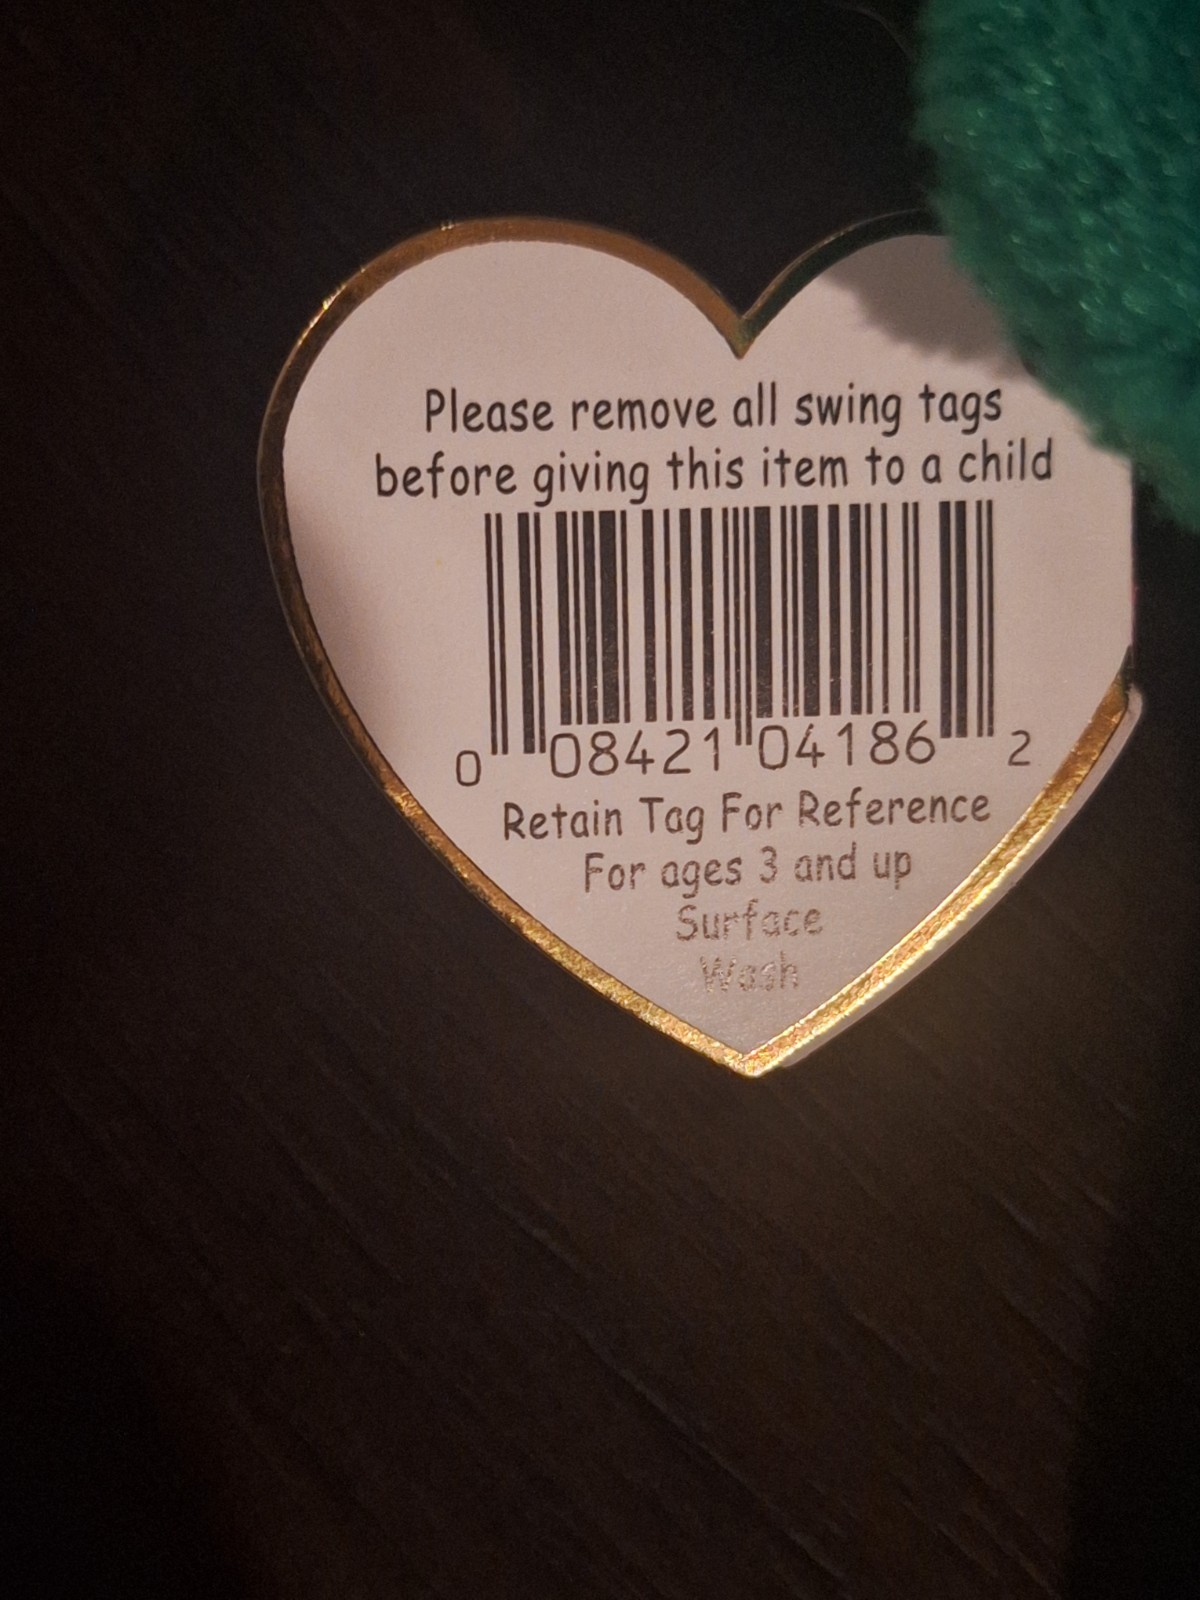 Please remove all swing tags
before giving this item to a child
0 08421 04186 2
Retain Tag For Reference
For ages 3 and up
Surface
Wash